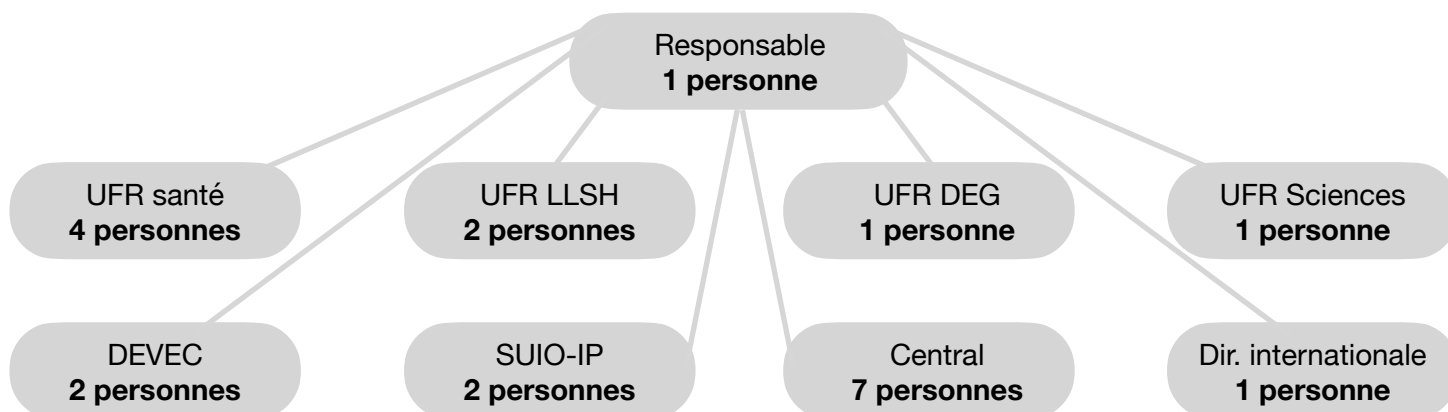 Responsable
1 personne
UFR santé
4 personnes
UFR LLSH
2 personnes
UFR DEG
1 personne
UFR Sciences
1 personne
DEVEC
2 personnes
SUIO-IP
2 personnes
Central
7 personnes
Dir. internationale
1 personne